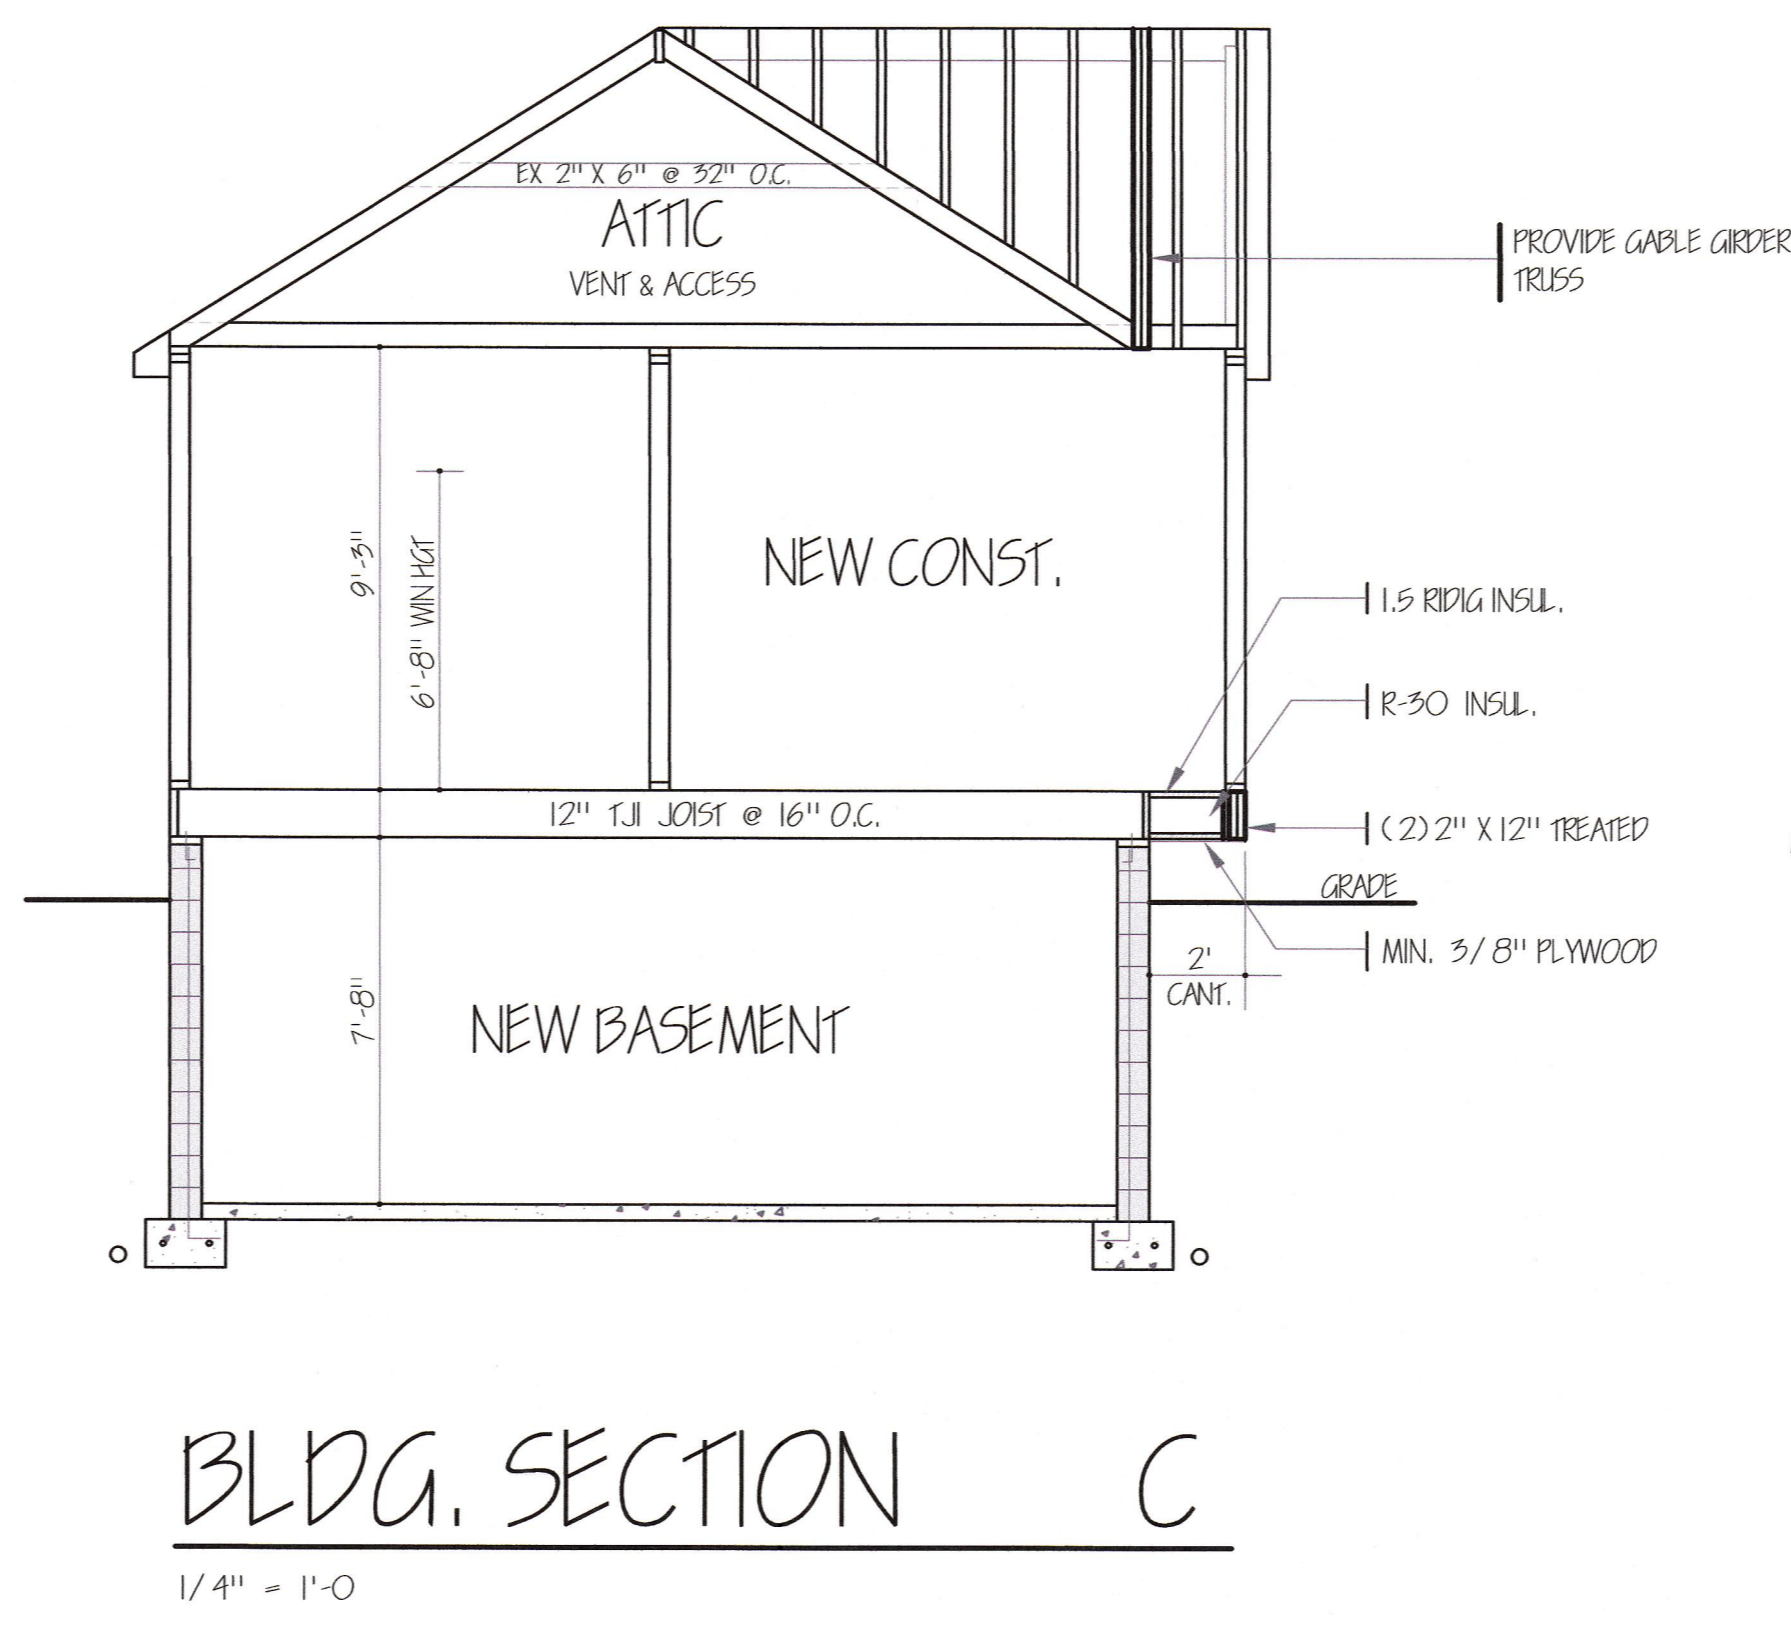 EX 2" X 6" @ 32" O.C.
ATTIC
VENT & ACCESS
PROVIDE GABLE GIRDER
TRUSS
9'-3"
6'-8" WIN HGT
NEW CONST.
1.5 RIDIG INSUL.
R-30 INSUL.
12" TJI JOIST @ 16" O.C.
(2) 2" X 12" TREATED
GRADE
MIN. 3/8" PLYWOOD
2'
CANT.
7'-8"
NEW BASEMENT
BLDG. SECTION C
1/4" = 1'-0